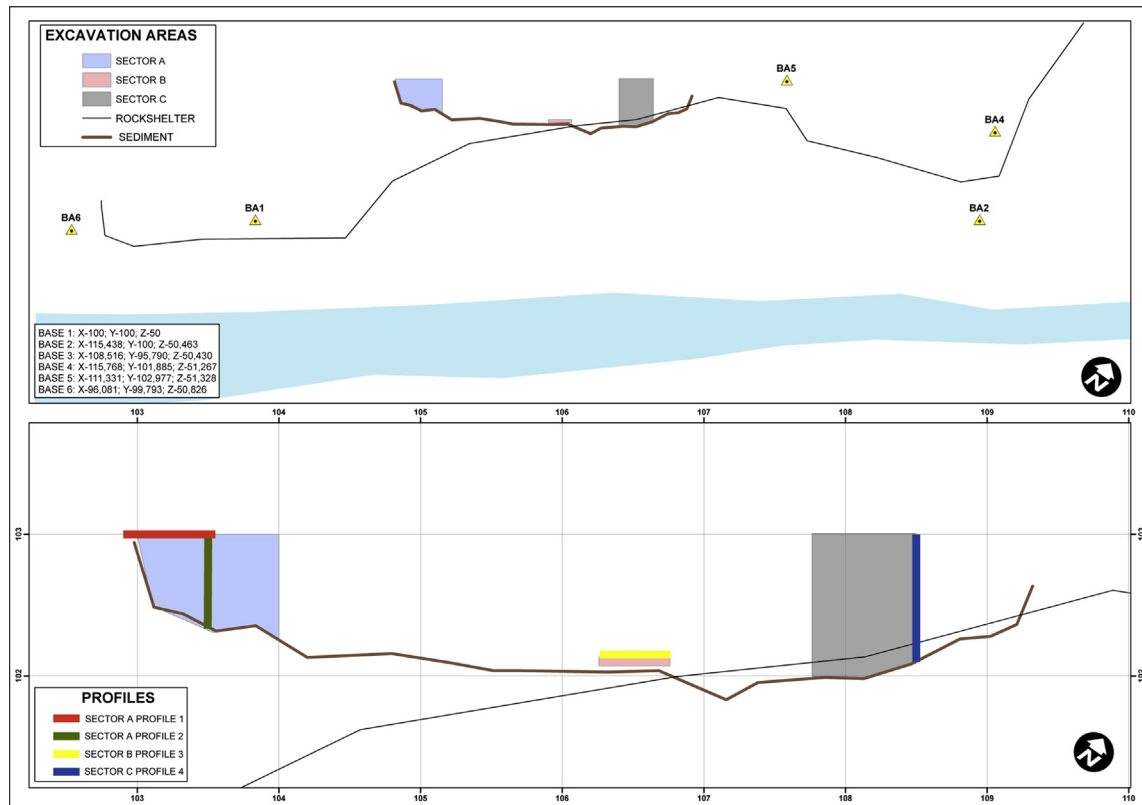 EXCAVATION AREAS
SECTOR A
SECTOR B
SECTOR C
ROCKSHELTER
SEDIMENT
BA5
BA4
BA6
BA1
BA2
BASE 1: X-100; Y-100; Z-50
BASE 2: X-115,438; Y-100; Z-50,463
BASE 3: X-108,516; Y-95,790; Z-50,430
BASE 4: X-115,768; Y-101,885; Z-51,267
BASE 5: X-111,331; Y-102,977; Z-51,328
BASE 6: X-96,081; Y-99,793; Z-50,826
N
103 104 105 106 107 108 109 110
103 103
102 102
PROFILES
SECTOR A PROFILE 1
SECTOR A PROFILE 2
SECTOR B PROFILE 3
SECTOR C PROFILE 4
N
103 104 105 106 107 108 109 110